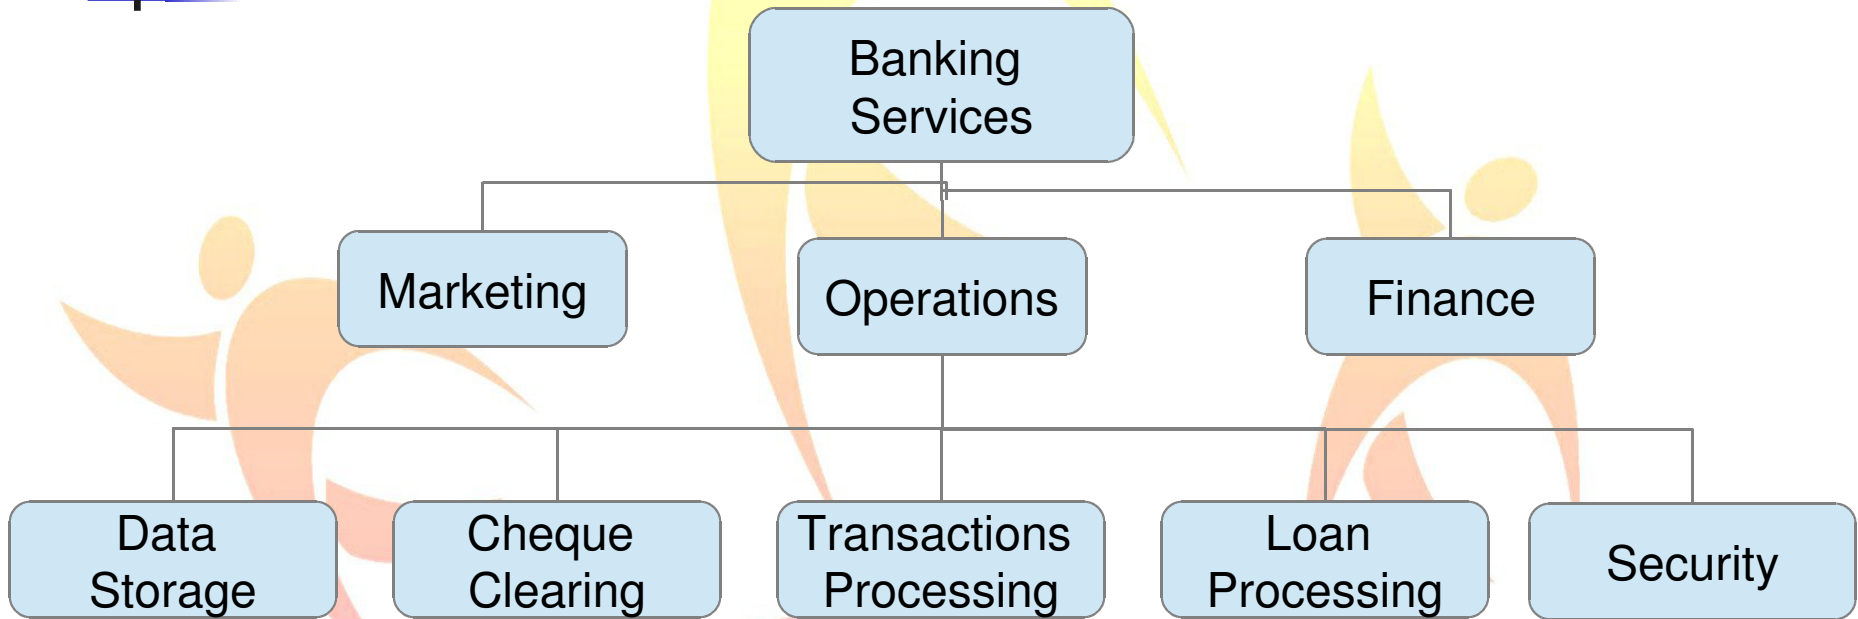 Banking
Services
Marketing
Operations
Finance
Data
Storage
Cheque
Clearing
Transactions
Processing
Loan
Processing
Security